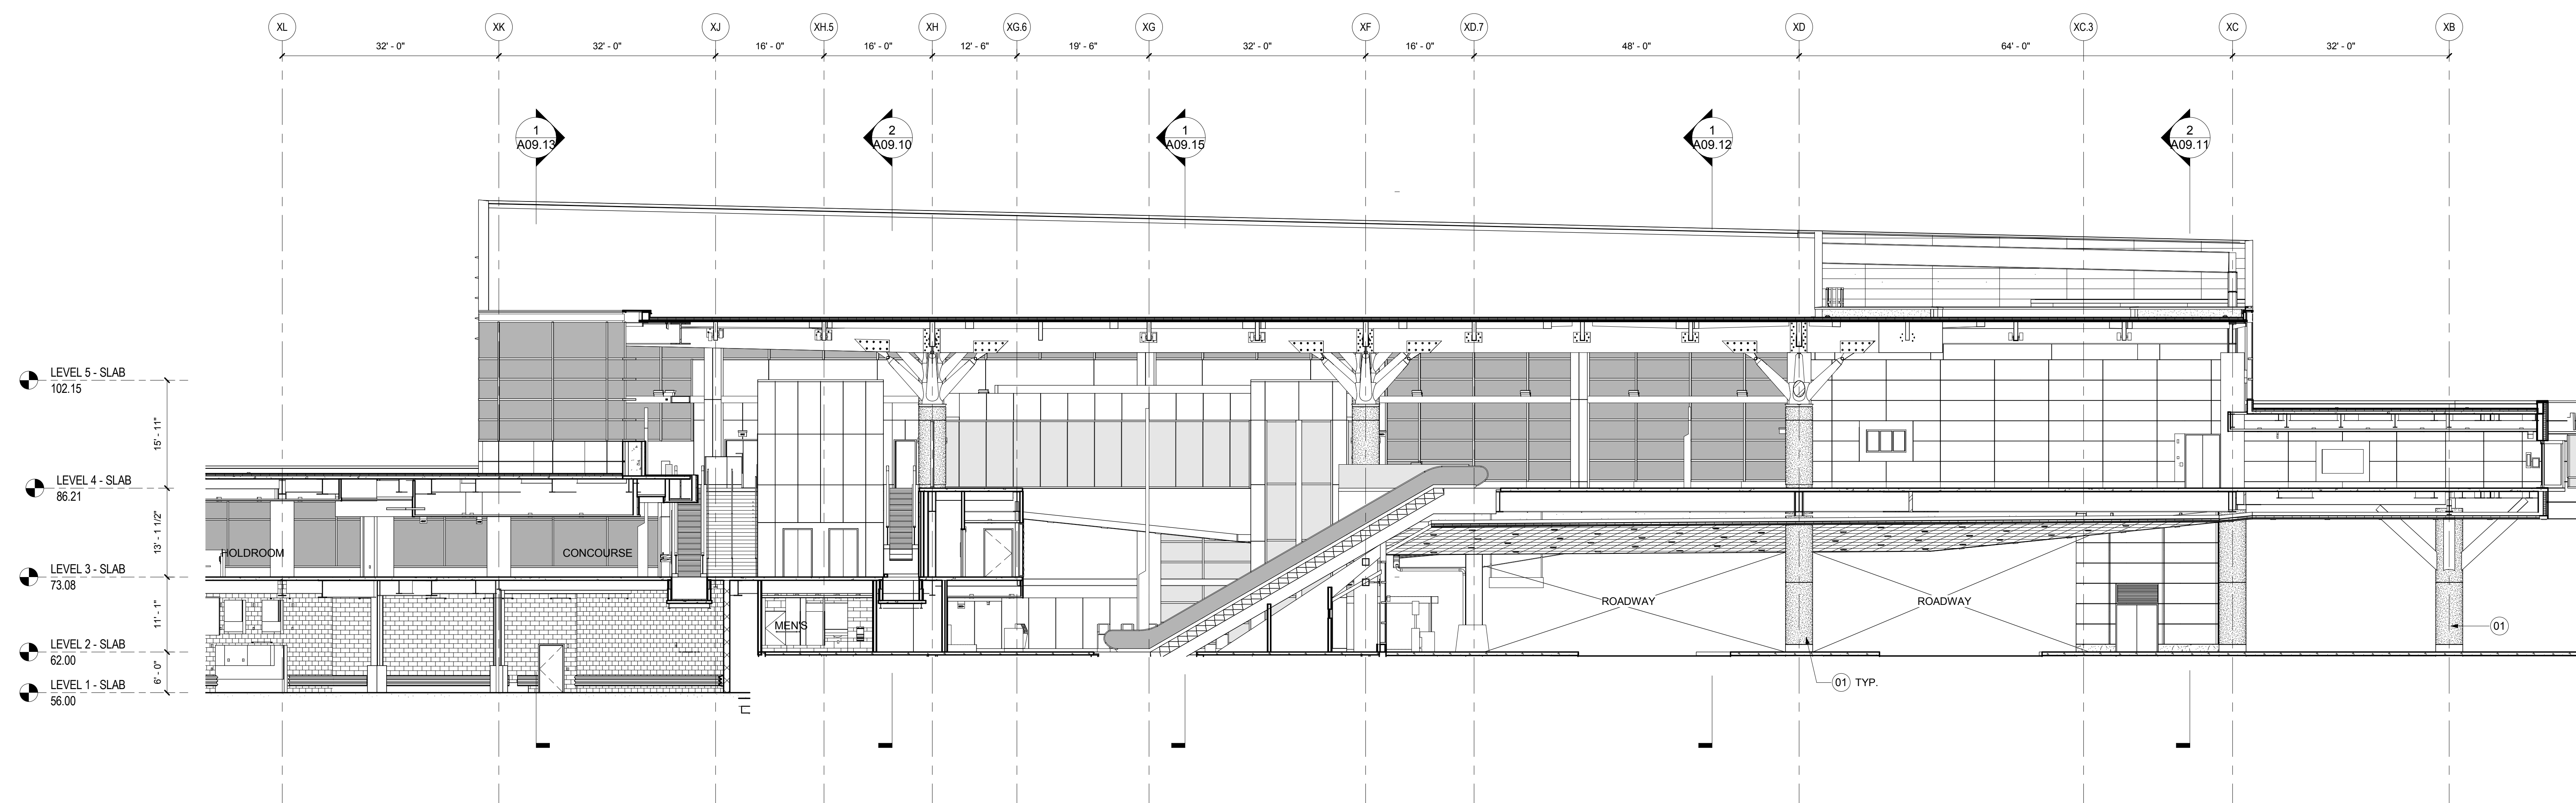 XL XK XJ XH.5 XH XG.6 XG XF XD.7 XD XC.3 XC XB
32' - 0" 32' - 0" 16' - 0" 16' - 0" 12' - 6" 19' - 6" 32' - 0" 16' - 0" 48' - 0" 64' - 0" 32' - 0"
1 2 1 1 2
A09.13 A09.10 A09.15 A09.12 A09.11
LEVEL 5 - SLAB
102.15
15' - 11"
LEVEL 4 - SLAB
86.21
13' - 1 1/2"
HOLDROOM CONCOURSE
LEVEL 3 - SLAB
73.08
11' - 1"
ROADWAY ROADWAY
MEN'S
01
LEVEL 2 - SLAB
62.00
6' - 0"
LEVEL 1 - SLAB
56.00
01 TYP.